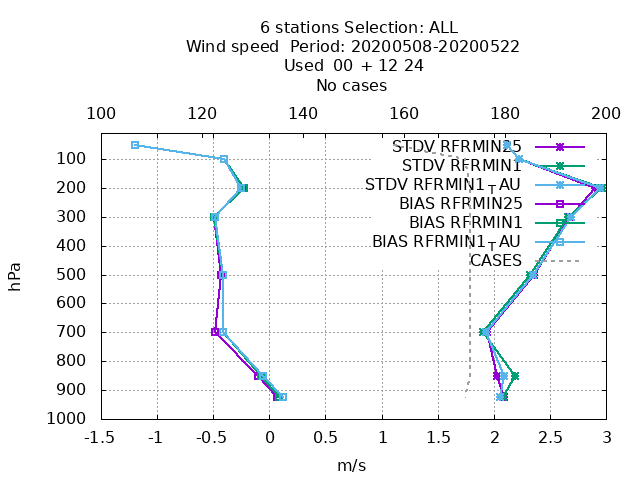 6 stations Selection: ALL
Wind speed  Period: 20200508-20200522
Used  00 + 12 24
No cases
100 120 140 160 180 200
STDV RFRMIN25
STDV RFRMIN1
STDV RFRMIN1TAU
BIAS RFRMIN25
BIAS RFRMIN1
BIAS RFRMIN1TAU
CASES
hPa
100
200
300
400
500
600
700
800
900
1000
-1.5 -1 -0.5 0 0.5 1 1.5 2 2.5 3
m/s